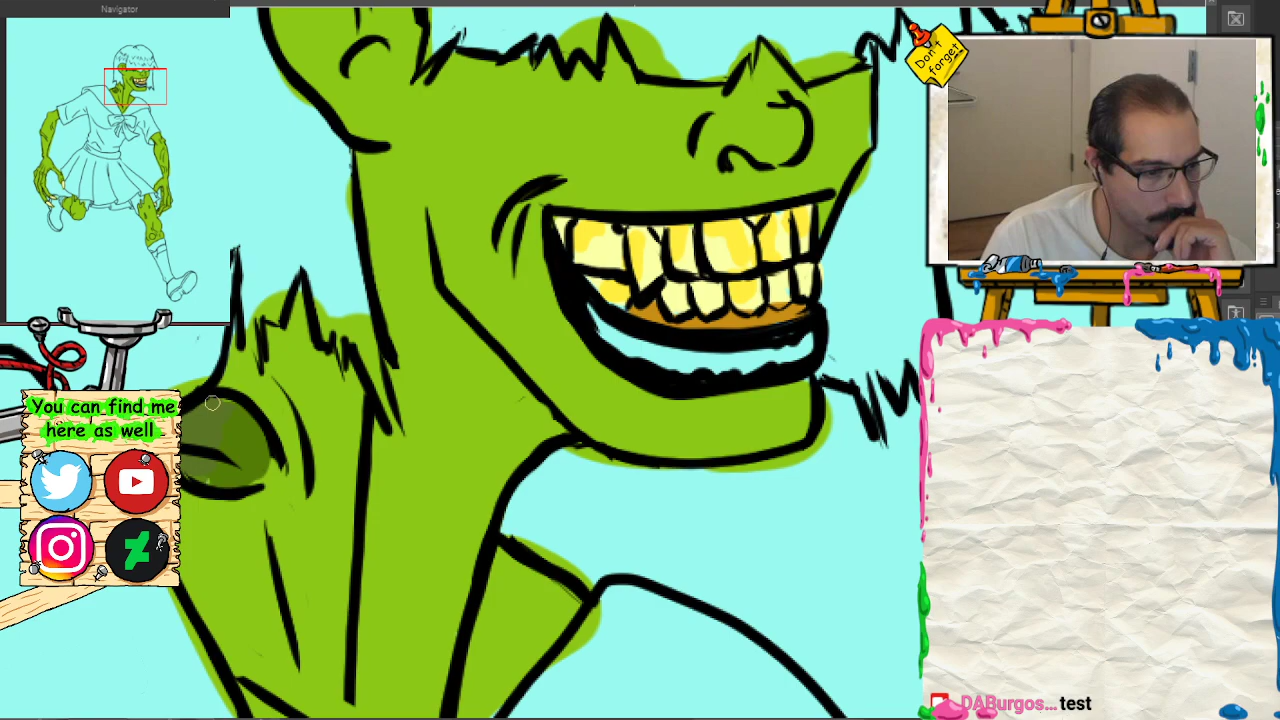 Navigator
Don't
forget
You can find me
here as well
DABurgos... test